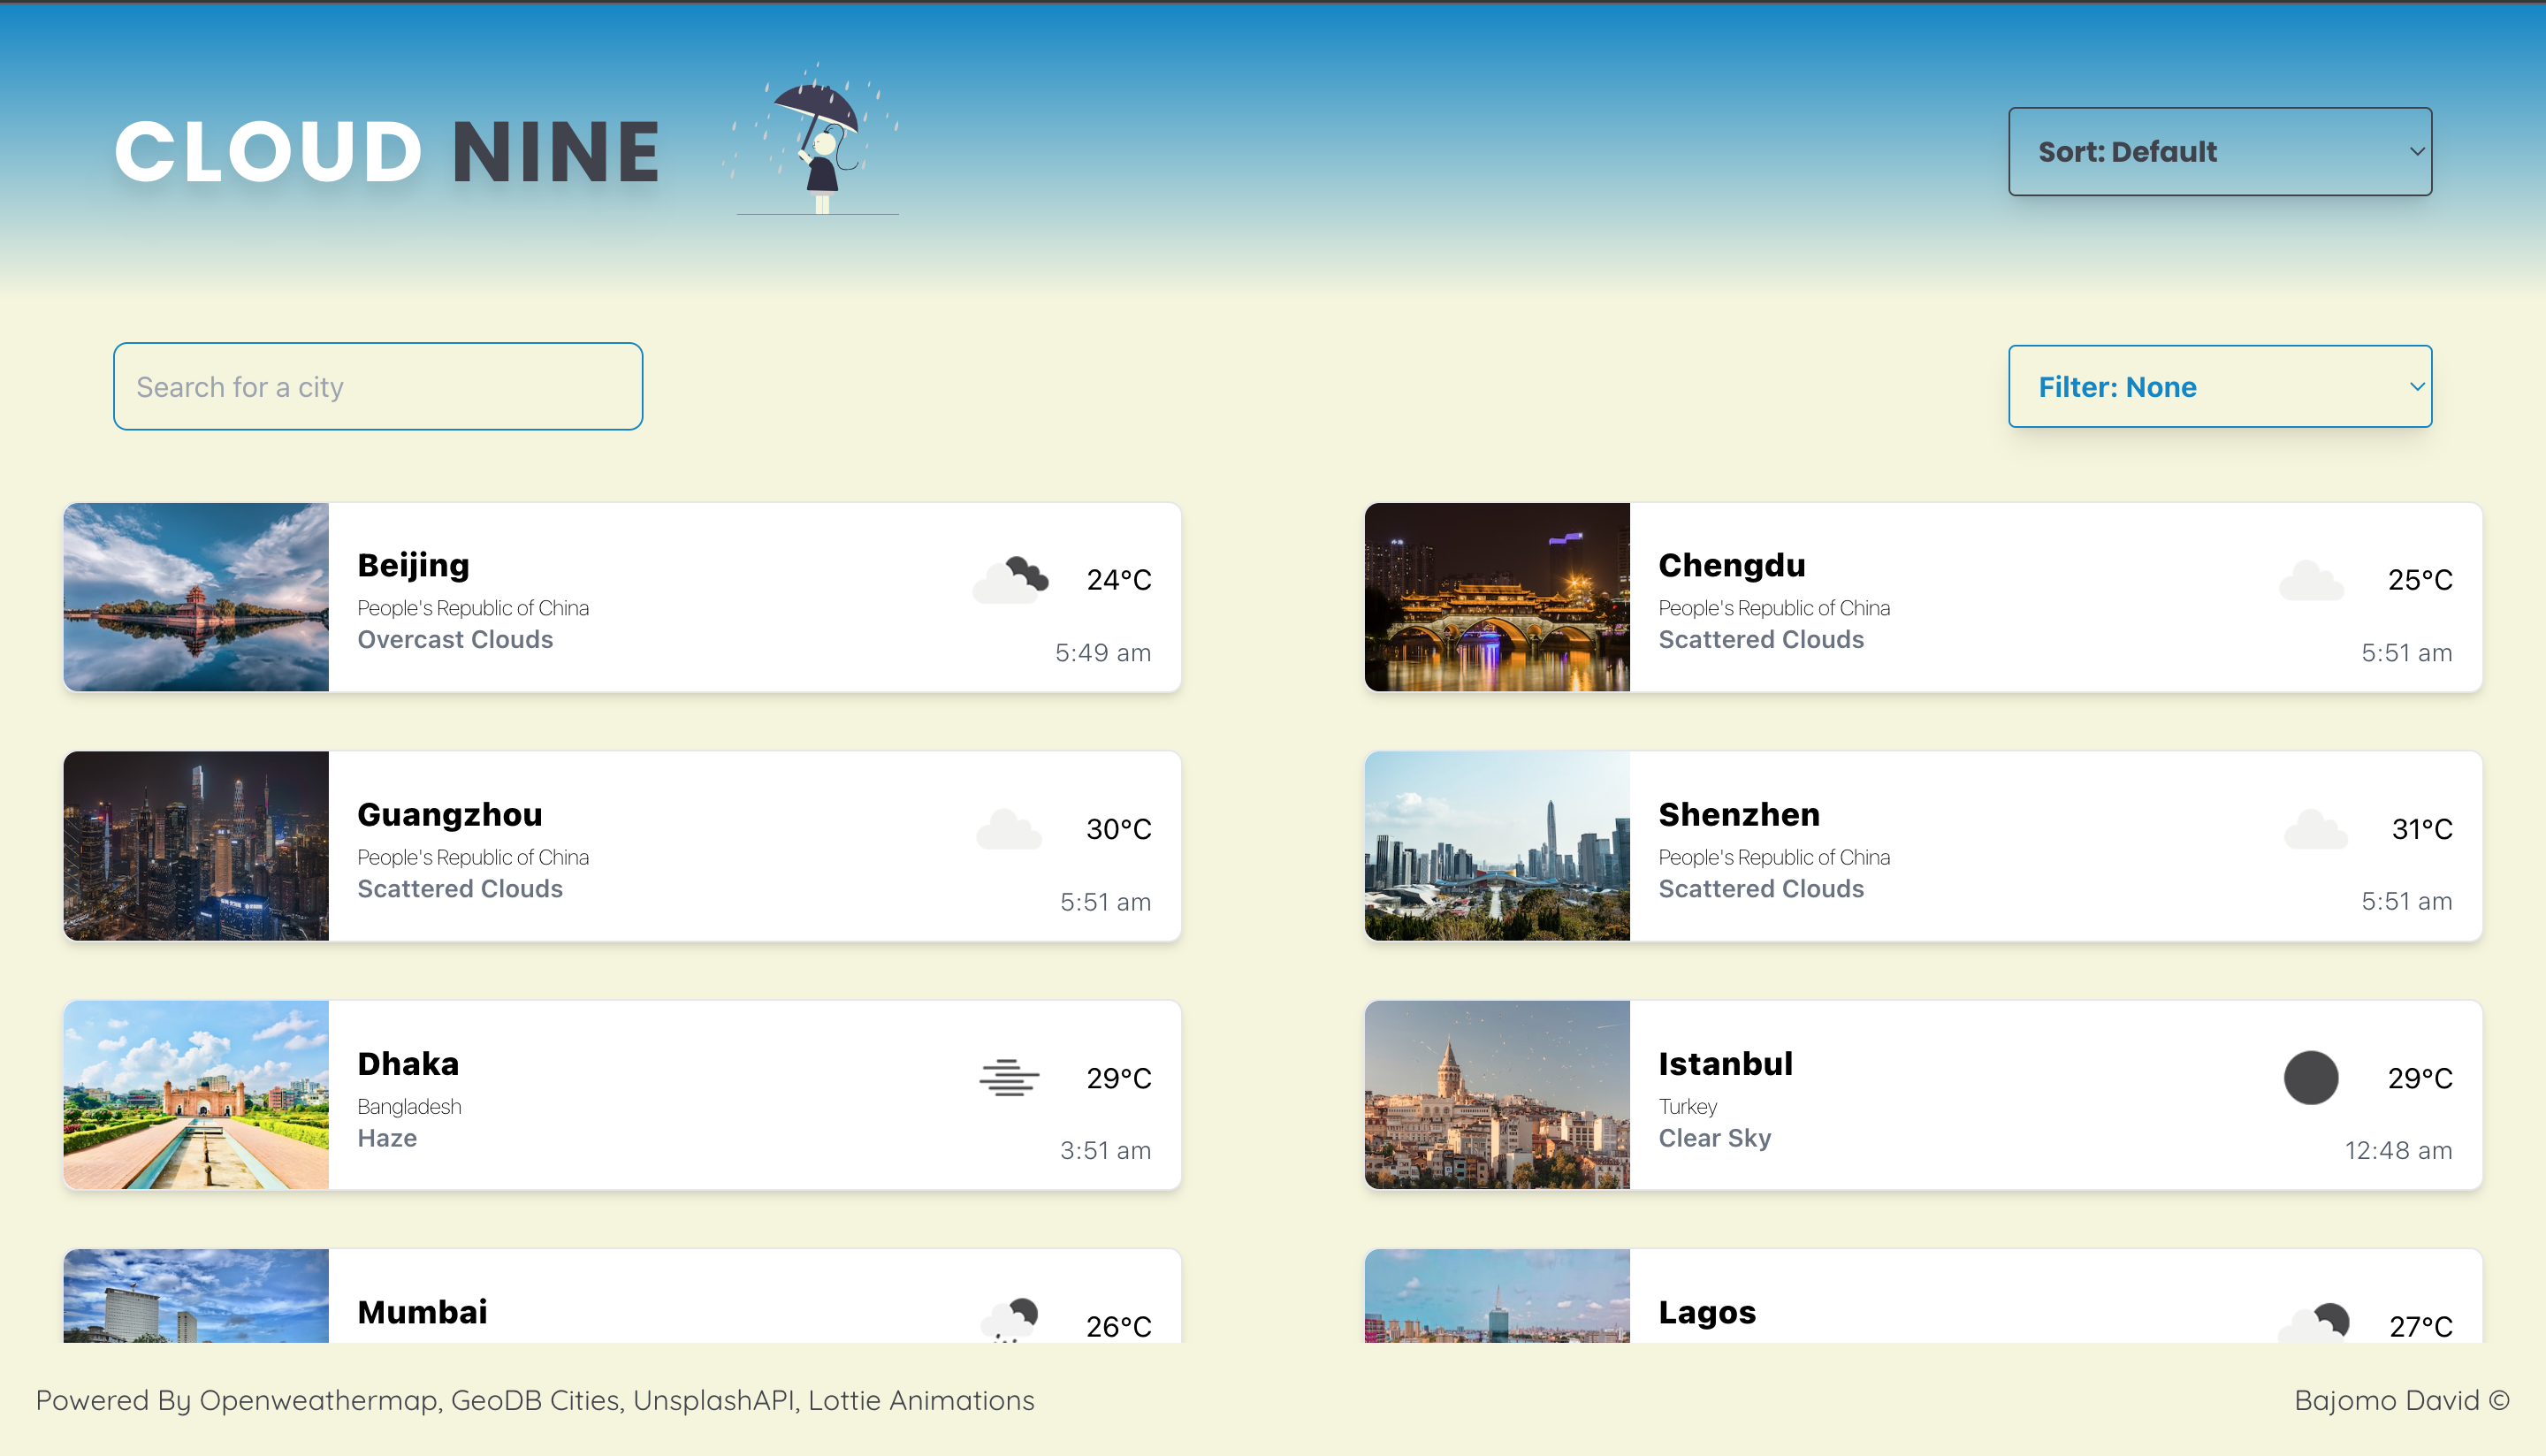 CLOUD NINE
Sort: Default
Search for a city
Filter: None
Beijing
People's Republic of China
Overcast Clouds
24°C
5:49 am
Chengdu
People's Republic of China
Scattered Clouds
25°C
5:51 am
Guangzhou
People's Republic of China
Scattered Clouds
30°C
5:51 am
Shenzhen
People's Republic of China
Scattered Clouds
31°C
5:51 am
Dhaka
Bangladesh
Haze
29°C
3:51 am
Istanbul
Turkey
Clear Sky
29°C
12:48 am
Mumbai
26°C
Lagos
27°C
Powered By Openweathermap, GeoDB Cities, UnsplashAPI, Lottie Animations
Bajomo David ©